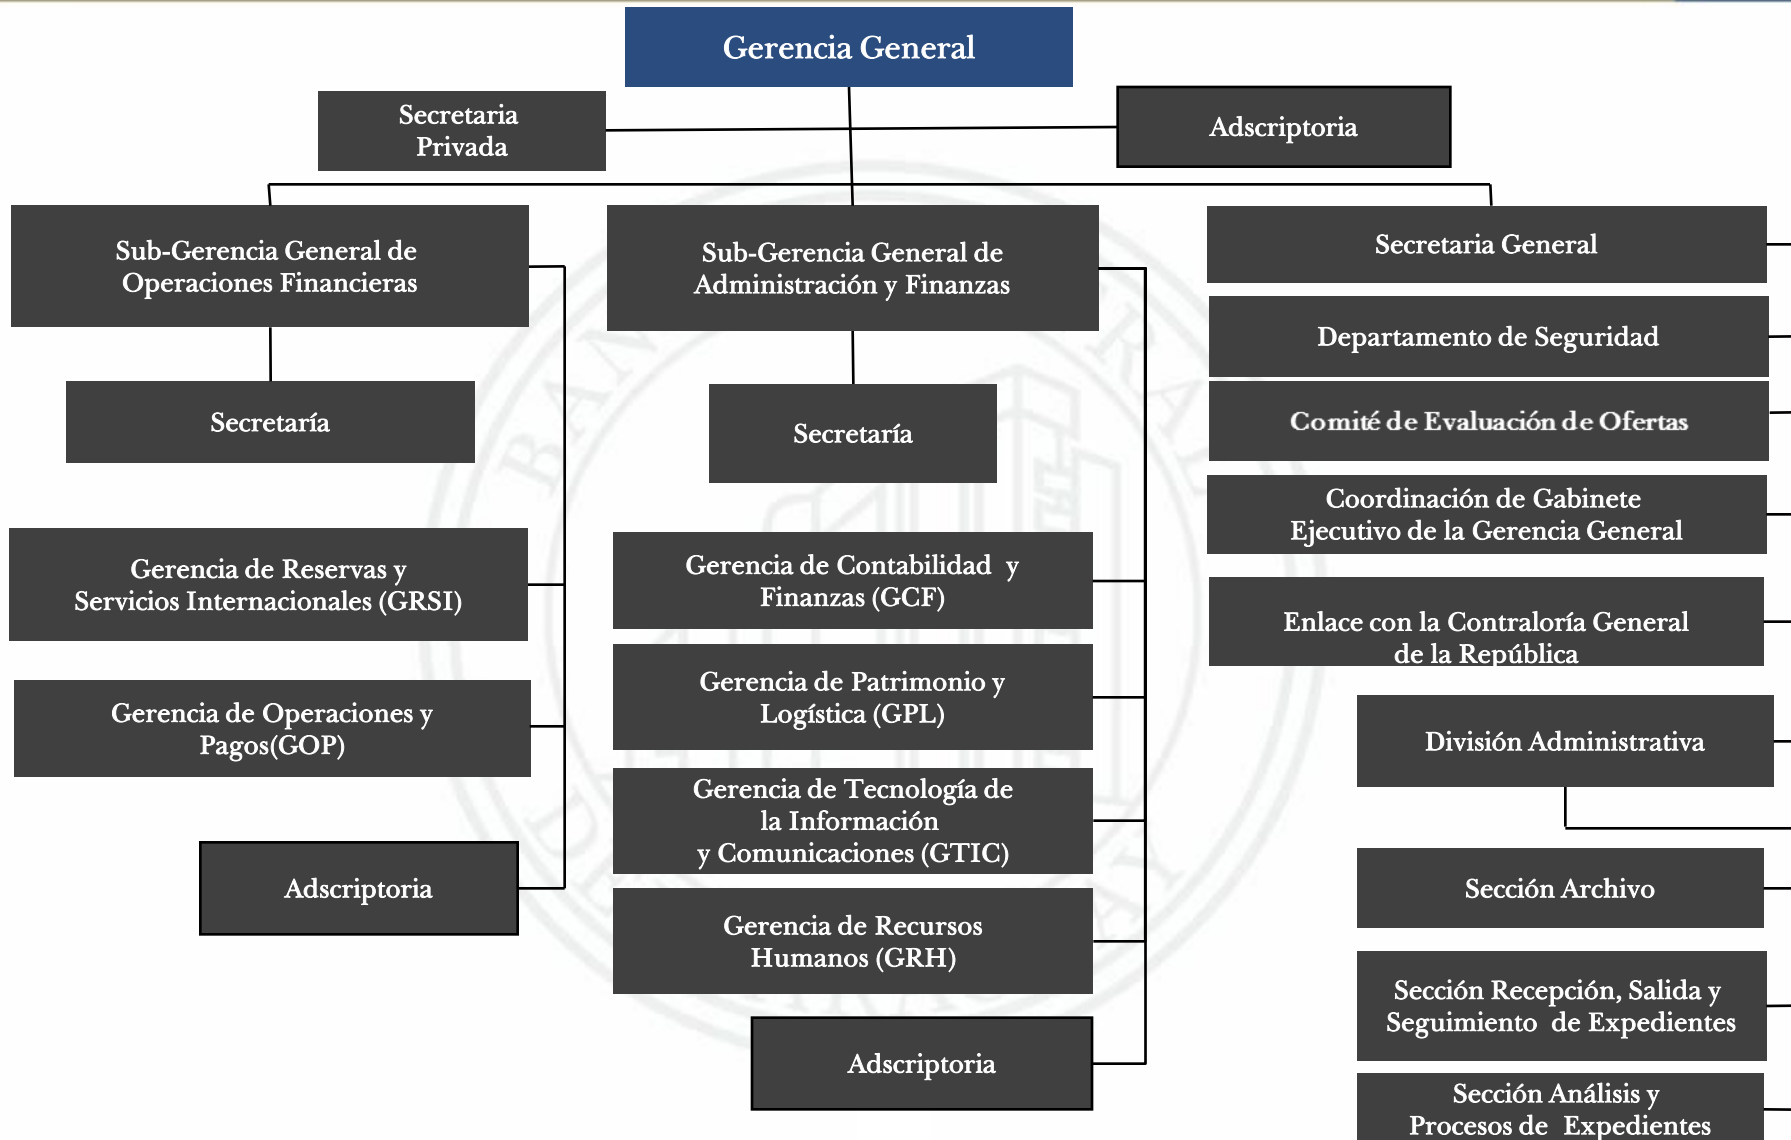 Gerencia General
Secretaria
Privada
Adscriptoria
Sub-Gerencia General de
Operaciones Financieras
Sub-Gerencia General de
Administración y Finanzas
Secretaria General
Departamento de Seguridad
Secretaría
Secretaría
Comité de Evaluación de Ofertas
Coordinación de Gabinete
Ejecutivo de la Gerencia General
Gerencia de Reservas y
Servicios Internacionales (GRSI)
Gerencia de Contabilidad y
Finanzas (GCF)
Enlace con la Contraloría General
de la República
Gerencia de Operaciones y
Pagos(GOP)
Gerencia de Patrimonio y
Logística (GPL)
División Administrativa
Gerencia de Tecnología de
la Información
y Comunicaciones (GTIC)
Adscriptoria
Sección Archivo
Gerencia de Recursos
Humanos (GRH)
Sección Recepción, Salida y
Seguimiento de Expedientes
Adscriptoria
Sección Análisis y
Procesos de Expedientes